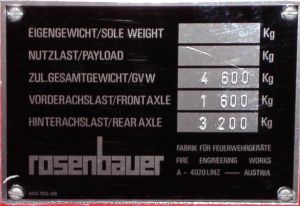 EIGENGEWICHT/SOLE WEIGHT Kg
NUTZLAST/PAYLOAD Kg
ZUL.GESAMTGEWICHT/GVW 4 600 Kg
VORDERACHSLAST/FRONT AXLE 1 600 Kg
HINTERACHSLAST/REAR AXLE 3 200 Kg
rosenbauer
FABRIK FÜR FEUERWEHRGERÄTE
FIRE ENGINEERING WORKS
A - 4020 LINZ — AUSTRIA